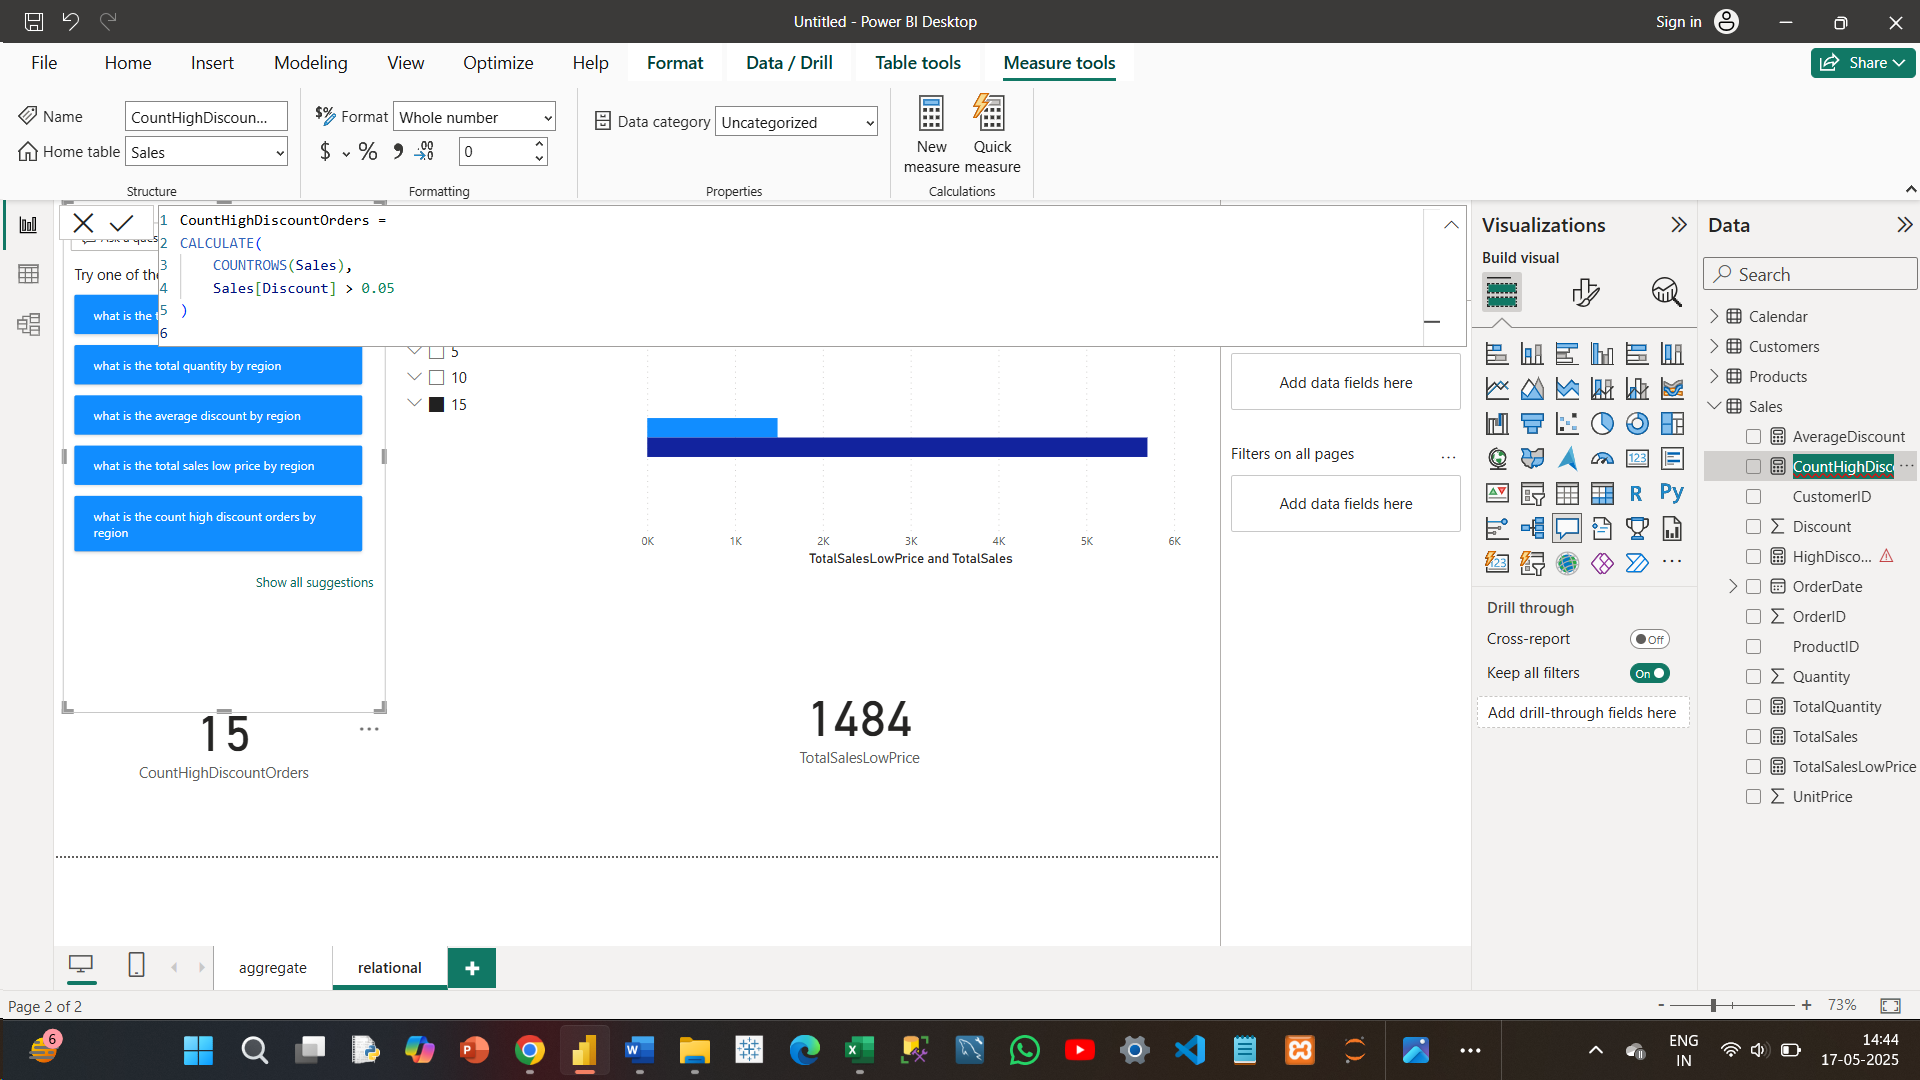 Untitled - Power BI Desktop
Sign in
File
Home
Insert
Modeling
View
Optimize
Help
Format
Data / Drill
Table tools
Measure tools
Share
Name
CountHighDiscoun...
Home table
Sales
Structure
Format
Whole number
$
%
0
Formatting
Data category
Uncategorized
Properties
New measure
Quick measure
Calculations
1 CountHighDiscountOrders =
2 CALCULATE(
3 COUNTROWS(Sales),
4 Sales[Discount] > 0.05
5 )
6
Try one of the
what is the
what is the total quantity by region
what is the average discount by region
what is the total sales low price by region
what is the count high discount orders by
region
Show all suggestions
5
10
15
0K
1K
2K
3K
4K
5K
6K
TotalSalesLowPrice and TotalSales
15
CountHighDiscountOrders
1484
TotalSalesLowPrice
Add data fields here
Filters on all pages
Add data fields here
Visualizations
Build visual
R
Py
123
Drill through
Cross-report
Off
Keep all filters
On
Add drill-through fields here
Data
Search
Calendar
Customers
Products
Sales
AverageDiscount
CountHighDisc
CustomerID
Discount
HighDisco...
OrderDate
OrderID
ProductID
Quantity
TotalQuantity
TotalSales
TotalSalesLowPrice
UnitPrice
aggregate
relational
Page 2 of 2
73%
6
ENG
IN
14:44
17-05-2025